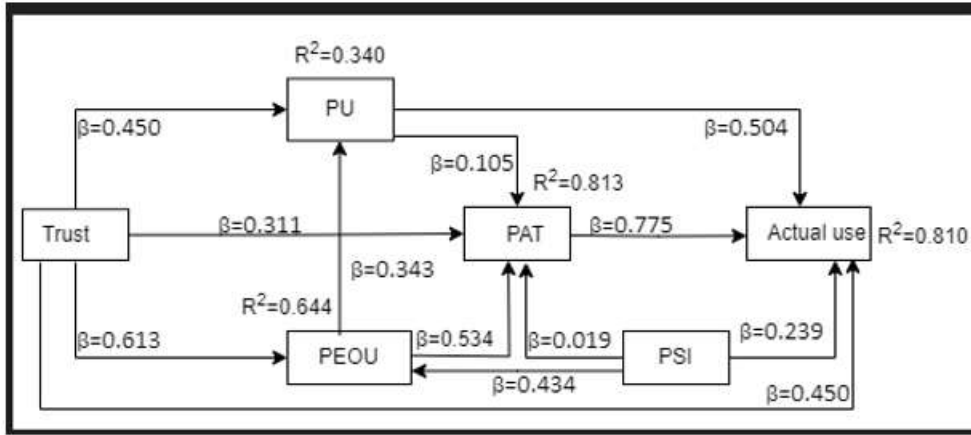 R²=0.340
PU
β=0.450
β=0.504
β=0.105
R²=0.813
Trust
β=0.311
PAT
β=0.775
Actual use
R²=0.810
β=0.343
R²=0.644
β=0.613
PEOU
β=0.534
β=0.019
PSI
β=0.239
β=0.434
β=0.450